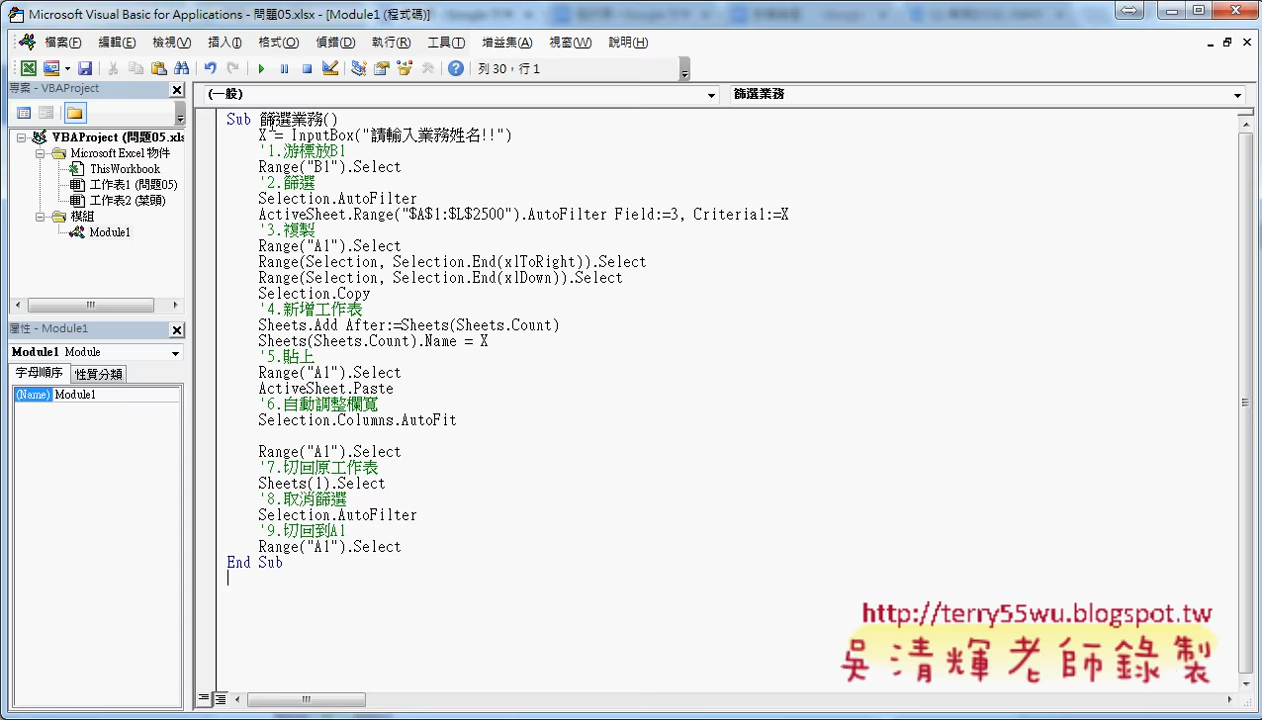 Microsoft Visual Basic for Applications - 問題05.xlsx - [Module1 (程式碼)]
檔案(F) 編輯(E) 檢視(V) 插入(I) 格式(O) 偵錯(D) 執行(R) 工具(T) 增益集(A) 視窗(W) 說明(H)
列 30，行 1
專案 - VBAProject
(一般)
篩選業務
VBAProject (問題05.xls
Microsoft Excel 物件
ThisWorkbook
工作表1 (問題05)
工作表2 (菜頭)
模組
Module1
屬性 - Module1
Module1 Module
字母順序 性質分類
(Name) Module1
Sub 篩選業務()
X = InputBox("請輸入業務姓名!!")
'1.游標放B1
Range("B1").Select
'2.篩選
Selection.AutoFilter
ActiveSheet.Range("$A$1:$L$2500").AutoFilter Field:=3, Criteria1:=X
'3.複製
Range("A1").Select
Range(Selection, Selection.End(xlToRight)).Select
Range(Selection, Selection.End(xlDown)).Select
Selection.Copy
'4.新增工作表
Sheets.Add After:=Sheets(Sheets.Count)
Sheets(Sheets.Count).Name = X
'5.貼上
Range("A1").Select
ActiveSheet.Paste
'6.自動調整欄寬
Selection.Columns.AutoFit
Range("A1").Select
'7.切回原工作表
Sheets(1).Select
'8.取消篩選
Selection.AutoFilter
'9.切回到A1
Range("A1").Select
End Sub
http://terry55wu.blogspot.tw
吳清輝老師錄製